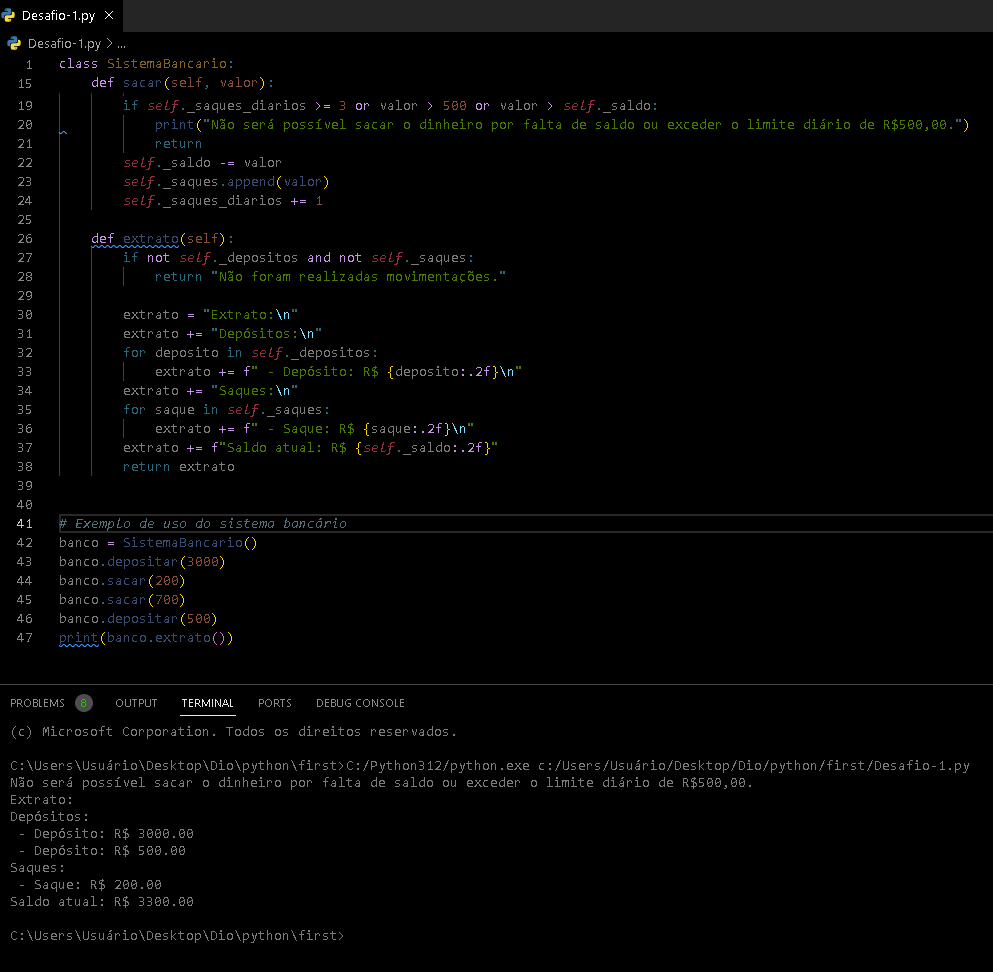 Desafio-1.py ×
Desafio-1.py > ...
1 class SistemaBancario:
15     def sacar(self, valor):
19         if self._saques_diarios >= 3 or valor > 500 or valor > self._saldo:
20             print("Não será possível sacar o dinheiro por falta de saldo ou exceder o limite diário de R$500,00.")
21             return
22         self._saldo -= valor
23         self._saques.append(valor)
24         self._saques_diarios += 1
25
26     def extrato(self):
27         if not self._depositos and not self._saques:
28             return "Não foram realizadas movimentações."
29
30         extrato = "Extrato:\n"
31         extrato += "Depósitos:\n"
32         for deposito in self._depositos:
33             extrato += f" - Depósito: R$ {deposito:.2f}\n"
34         extrato += "Saques:\n"
35         for saque in self._saques:
36             extrato += f" - Saque: R$ {saque:.2f}\n"
37         extrato += f"Saldo atual: R$ {self._saldo:.2f}"
38         return extrato
39
40
41 # Exemplo de uso do sistema bancário
42 banco = SistemaBancario()
43 banco.depositar(3000)
44 banco.sacar(200)
45 banco.sacar(700)
46 banco.depositar(500)
47 print(banco.extrato())
PROBLEMS 8 OUTPUT TERMINAL PORTS DEBUG CONSOLE
(c) Microsoft Corporation. Todos os direitos reservados.
C:\Users\Usuário\Desktop\Dio\python\first>C:/Python312/python.exe c:/Users/Usuário/Desktop/Dio/python/first/Desafio-1.py
Não será possível sacar o dinheiro por falta de saldo ou exceder o limite diário de R$500,00.
Extrato:
Depósitos:
 - Depósito: R$ 3000.00
 - Depósito: R$ 500.00
Saques:
 - Saque: R$ 200.00
Saldo atual: R$ 3300.00
C:\Users\Usuário\Desktop\Dio\python\first>